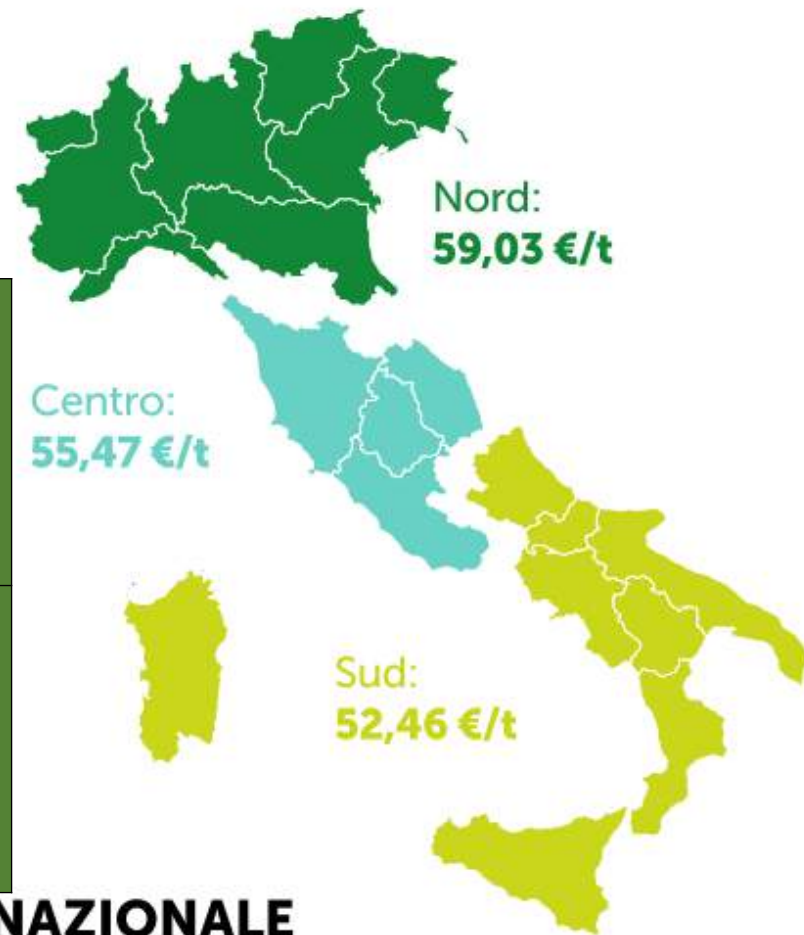 Nord:
59,03 €/t
Centro:
55,47 €/t
Sud:
52,46 €/t
NAZIONALE